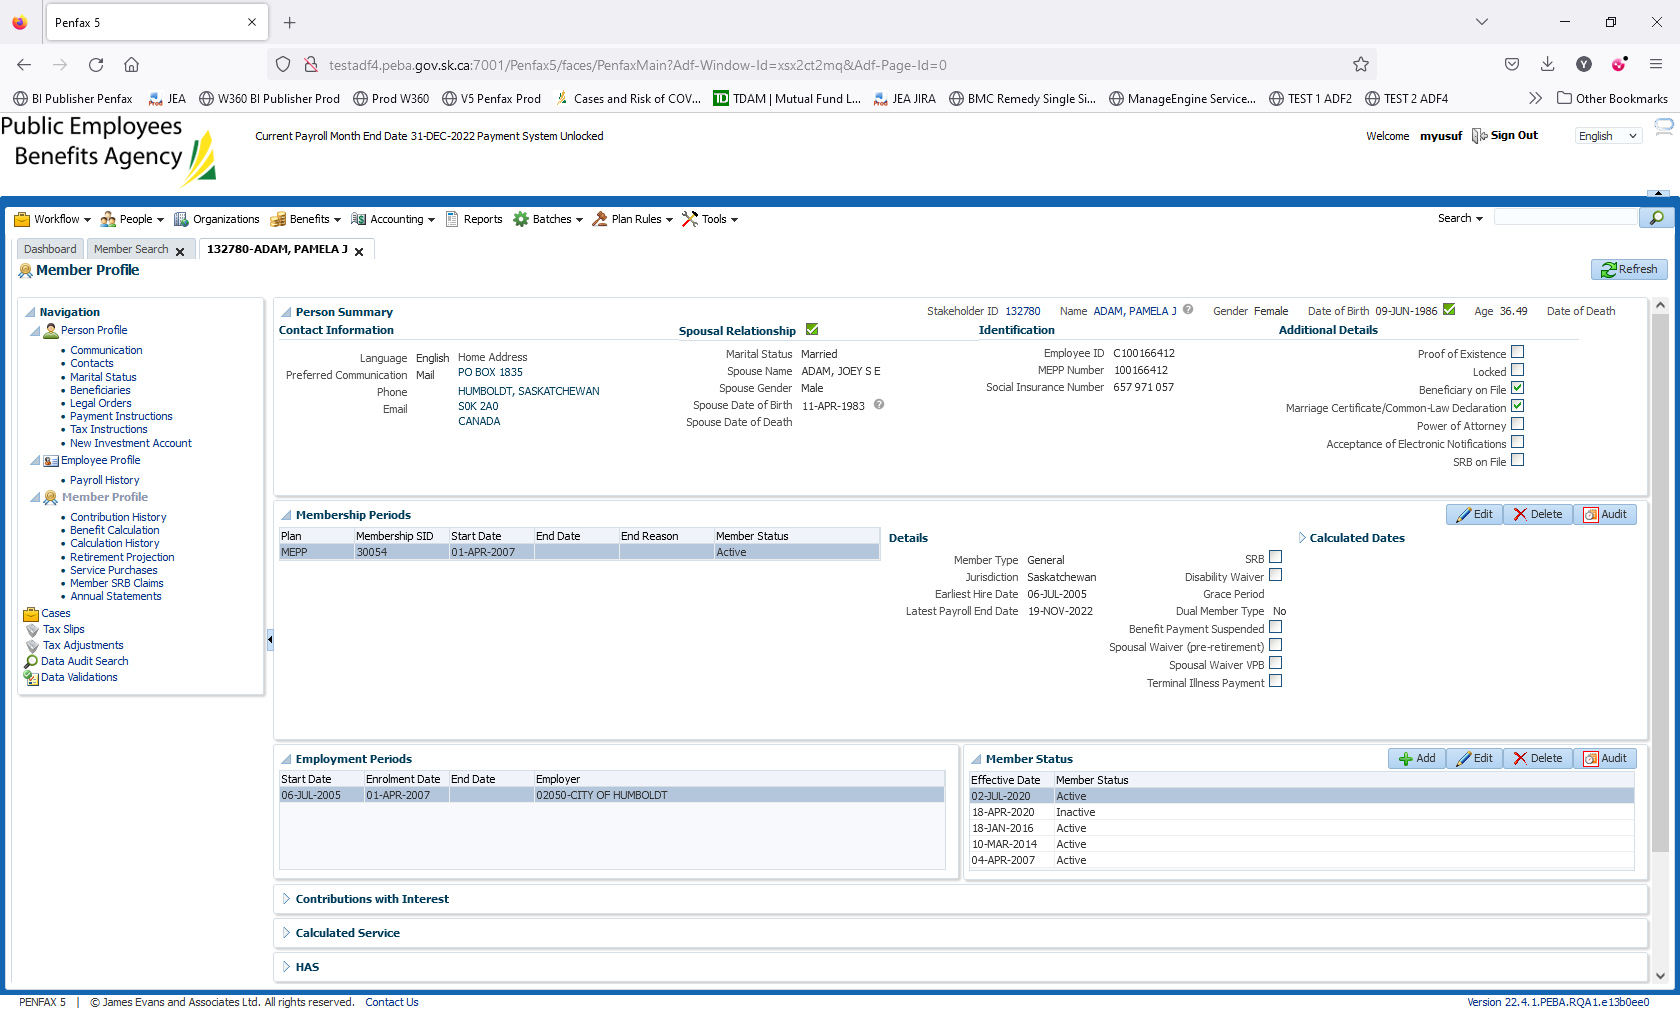 Penfax 5
testadf4.peba.gov.sk.ca:7001/Penfax5/faces/PenfaxMain?Adf-Window-Id=xsx2ct2mq&Adf-Page-Id=0
BI Publisher Penfax JEA W360 BI Publisher Prod Prod W360 V5 Penfax Prod Cases and Risk of COV... TDAM | Mutual Fund L... JEA JIRA BMC Remedy Single Si... ManageEngine Service... TEST 1 ADF2 TEST 2 ADF4 Other Bookmarks
Public Employees
Benefits Agency
Current Payroll Month End Date 31-DEC-2022 Payment System Unlocked
Welcome myusuf Sign Out English
Workflow People Organizations Benefits Accounting Reports Batches Plan Rules Tools Search
Dashboard Member Search 132780-ADAM, PAMELA J
Member Profile
Refresh
Navigation
Person Profile
Communication
Contacts
Marital Status
Beneficiaries
Legal Orders
Payment Instructions
Tax Instructions
New Investment Account
Employee Profile
Payroll History
Member Profile
Contribution History
Benefit Calculation
Calculation History
Retirement Projection
Service Purchases
Member SRB Claims
Annual Statements
Cases
Tax Slips
Tax Adjustments
Data Audit Search
Data Validations
Person Summary
Stakeholder ID 132780 Name ADAM, PAMELA J Gender Female Date of Birth 09-JUN-1986 Age 36.49 Date of Death
Contact Information
Language English
Preferred Communication Mail
Phone
Email
Home Address
PO BOX 1835
HUMBOLDT, SASKATCHEWAN
S0K 2A0
CANADA
Spousal Relationship
Marital Status Married
Spouse Name ADAM, JOEY S E
Spouse Gender Male
Spouse Date of Birth 11-APR-1983
Spouse Date of Death
Identification
Employee ID C100166412
MEPP Number 100166412
Social Insurance Number 657 971 057
Additional Details
Proof of Existence
Locked
Beneficiary on File
Marriage Certificate/Common-Law Declaration
Power of Attorney
Acceptance of Electronic Notifications
SRB on File
Membership Periods
Edit Delete Audit
Plan Membership SID Start Date End Date End Reason Member Status
MEPP 30054 01-APR-2007 Active
Details
Member Type General
Jurisdiction Saskatchewan
Earliest Hire Date 06-JUL-2005
Latest Payroll End Date 19-NOV-2022
SRB
Disability Waiver
Grace Period
Dual Member Type No
Benefit Payment Suspended
Spousal Waiver (pre-retirement)
Spousal Waiver VPB
Terminal Illness Payment
Calculated Dates
Employment Periods
Start Date Enrolment Date End Date Employer
06-JUL-2005 01-APR-2007 02050-CITY OF HUMBOLDT
Member Status
Add Edit Delete Audit
Effective Date Member Status
02-JUL-2020 Active
18-APR-2020 Inactive
18-JAN-2016 Active
10-MAR-2014 Active
04-APR-2007 Active
Contributions with Interest
Calculated Service
HAS
PENFAX 5 | © James Evans and Associates Ltd. All rights reserved. Contact Us
Version 22.4.1.PEBA.RQA1.e13b0ee0